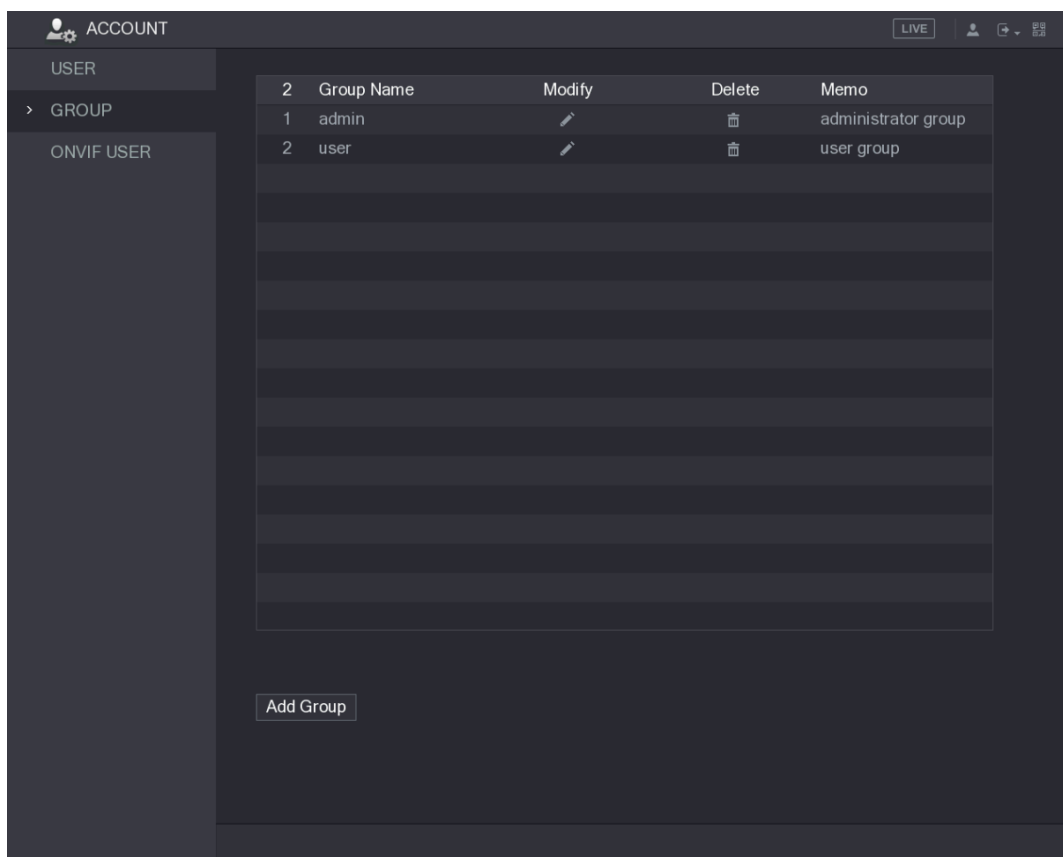 ACCOUNT
LIVE
USER
GROUP
ONVIF USER
2 Group Name Modify Delete Memo
1 admin administrator group
2 user user group
Add Group